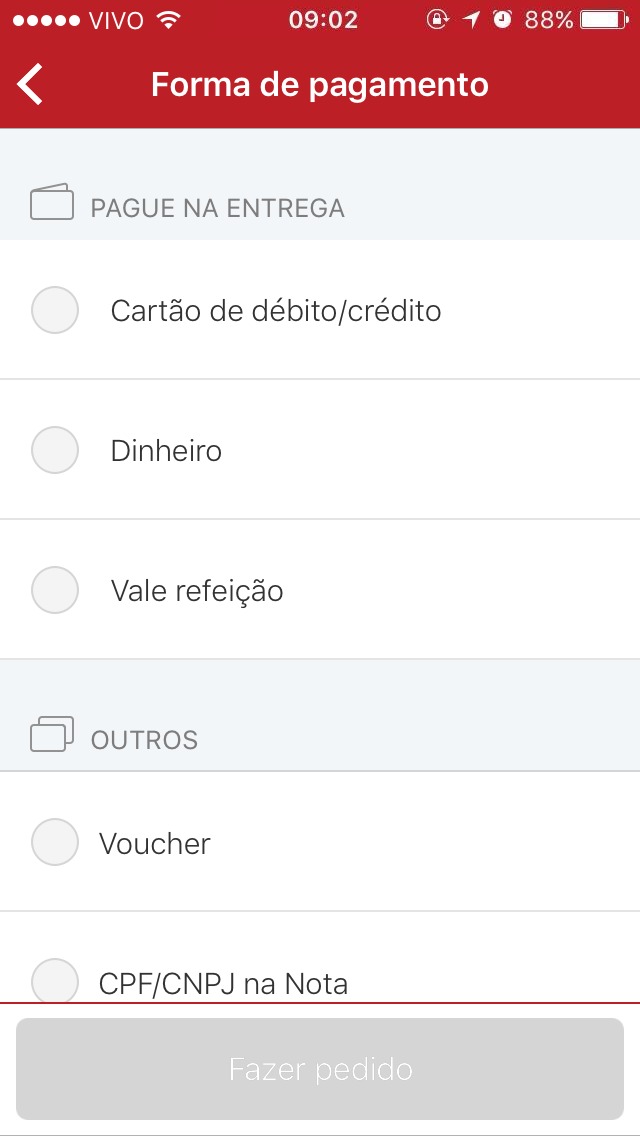 VIVO 09:02 88%
Forma de pagamento
PAGUE NA ENTREGA
Cartão de débito/crédito
Dinheiro
Vale refeição
OUTROS
Voucher
CPF/CNPJ na Nota
Fazer pedido